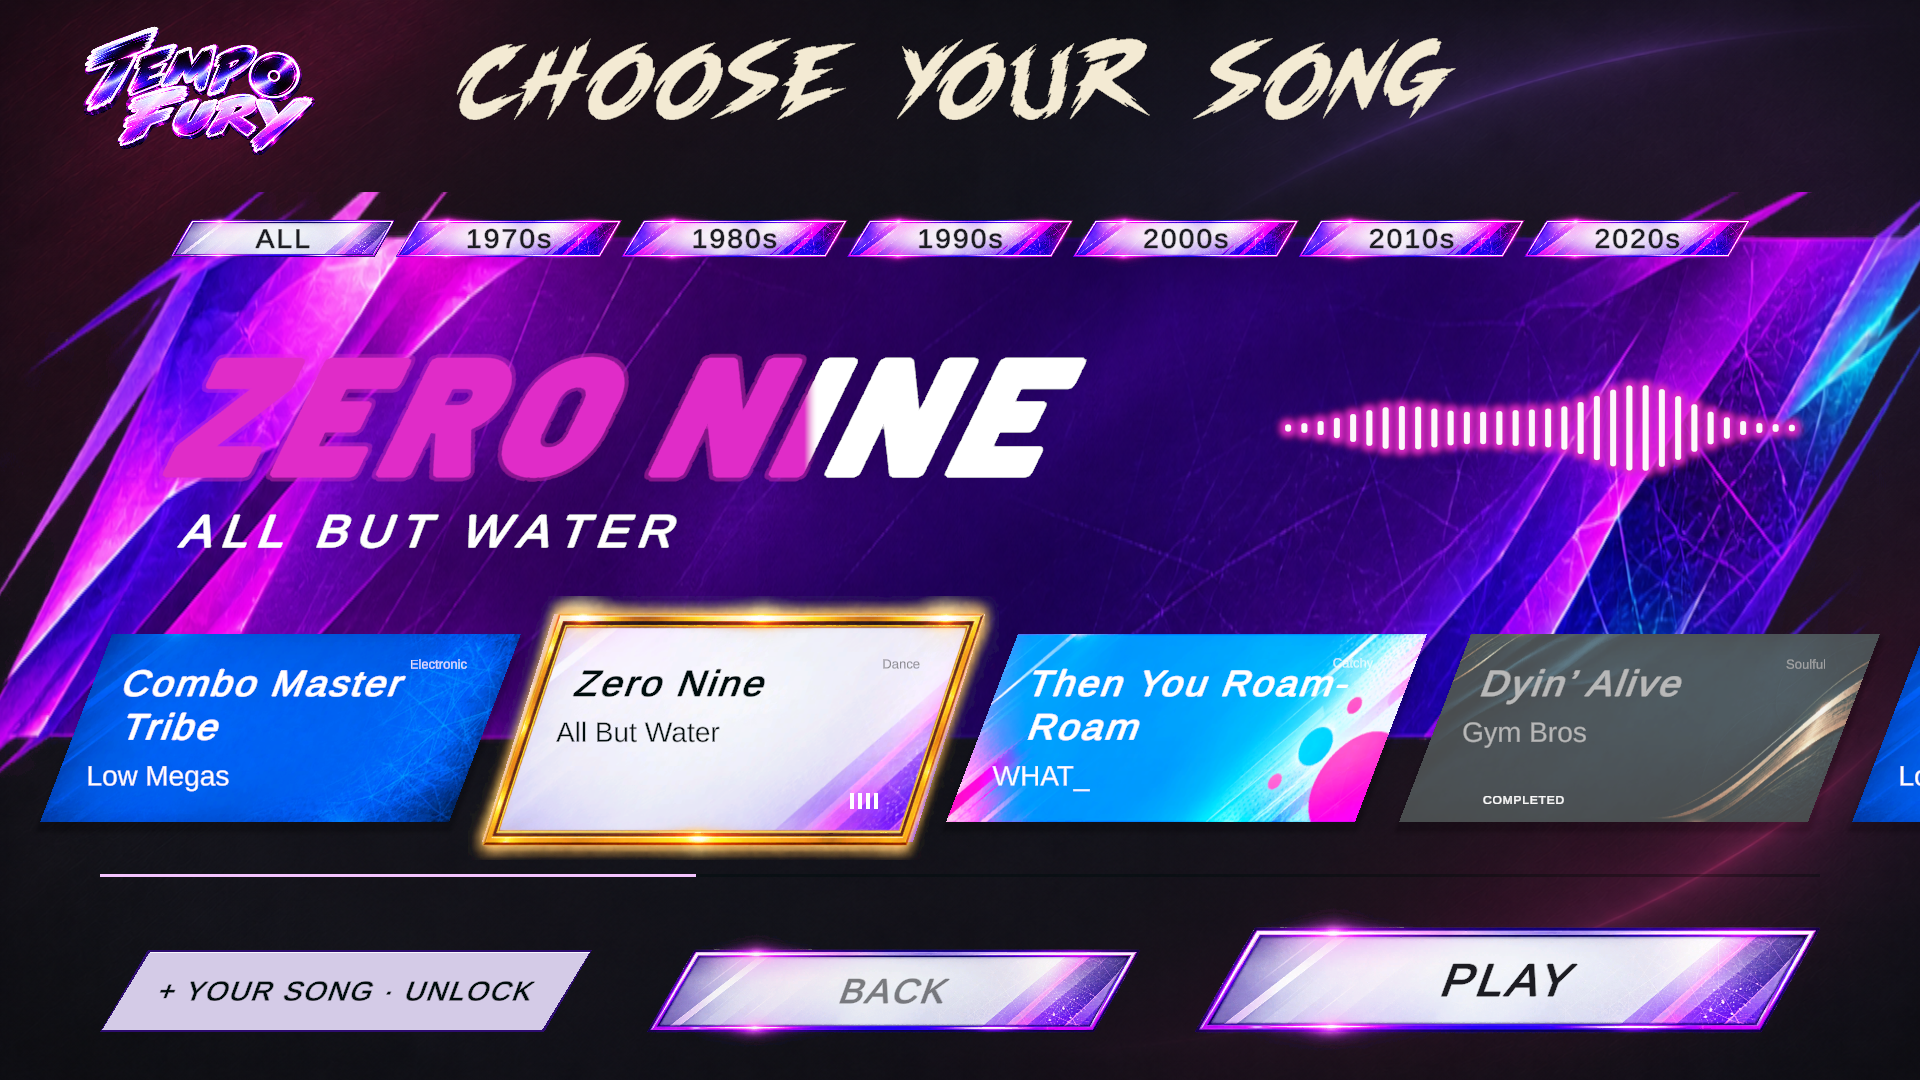 TEMPO
FURY
CHOOSE YOUR SONG
ALL
1970s
1980s
1990s
2000s
2010s
2020s
ZERO NINE
ALL BUT WATER
Electronic
Combo Master
Tribe
Low Megas
Dance
Zero Nine
All But Water
Catchy
Then You Roam-
Roam
WHAT_
Soulful
Dyin' Alive
Gym Bros
COMPLETED
Lo
+ YOUR SONG · UNLOCK
BACK
PLAY